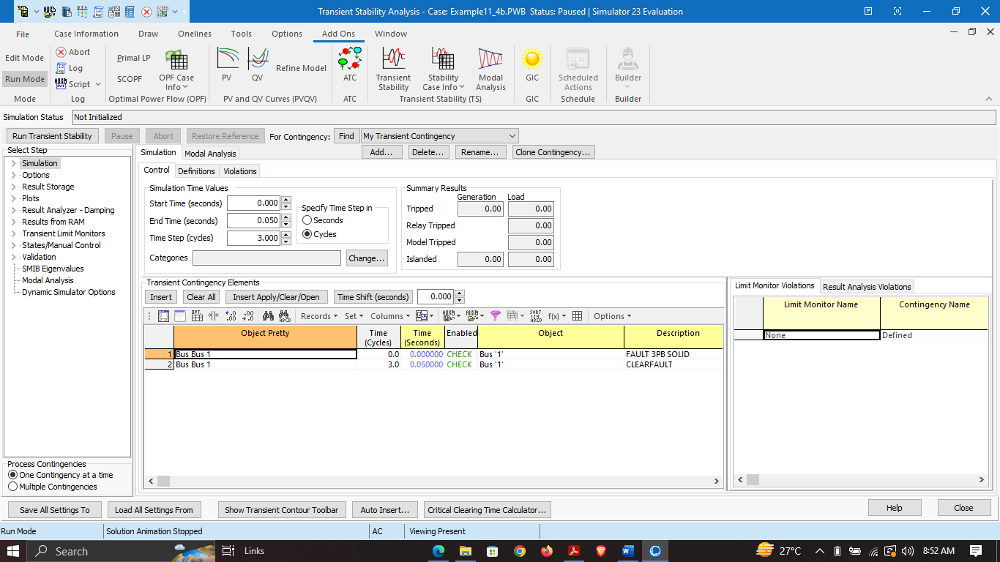 Transient Stability Analysis - Case: Example11_4b.PWB  Status: Paused | Simulator 23 Evaluation
File Case Information Draw Onelines Tools Options Add Ons Window
Edit Mode
Run Mode
Mode
Abort
Log
Script
Log
Primal LP
SCOPF
OPF Case Info
Optimal Power Flow (OPF)
PV
QV
Refine Model
PV and QV Curves (PVQV)
ATC
ATC
Transient Stability
Stability Case Info
Modal Analysis
Transient Stability (TS)
GIC
GIC
Scheduled Actions
Schedule
Builder
Builder
Simulation Status Not Initialized
Run Transient Stability Pause Abort Restore Reference For Contingency: Find My Transient Contingency
Add... Delete... Rename... Clone Contingency...
Select Step
Simulation
Options
Result Storage
Plots
Result Analyzer - Damping
Results from RAM
Transient Limit Monitors
States/Manual Control
Validation
SMIB Eigenvalues
Modal Analysis
Dynamic Simulator Options
Process Contingencies
One Contingency at a time
Multiple Contingencies
Simulation Modal Analysis
Control Definitions Violations
Simulation Time Values
Start Time (seconds) 0.000
End Time (seconds) 0.050
Time Step (cycles) 3.000
Specify Time Step in
Seconds
Cycles
Categories Change...
Summary Results
Generation Load
Tripped 0.00 0.00
Relay Tripped 0.00
Model Tripped 0.00
Islanded 0.00 0.00
Transient Contingency Elements
Insert Clear All Insert Apply/Clear/Open Time Shift (seconds) 0.000
Records Set Columns SORT 124 ABCD f(x) Options
Object Pretty Time (Cycles) Time (Seconds) Enabled Object Description
1 Bus Bus 1 0.0 0.000000 CHECK Bus '1' FAULT 3PB SOLID
2 Bus Bus 1 3.0 0.050000 CHECK Bus '1' CLEARFAULT
Limit Monitor Violations Result Analysis Violations
Limit Monitor Name Contingency Name
None Defined
Save All Settings To Load All Settings From Show Transient Contour Toolbar Auto Insert... Critical Clearing Time Calculator... Help Close
Run Mode Solution Animation Stopped AC Viewing Present
Search Links 27°C 8:52 AM